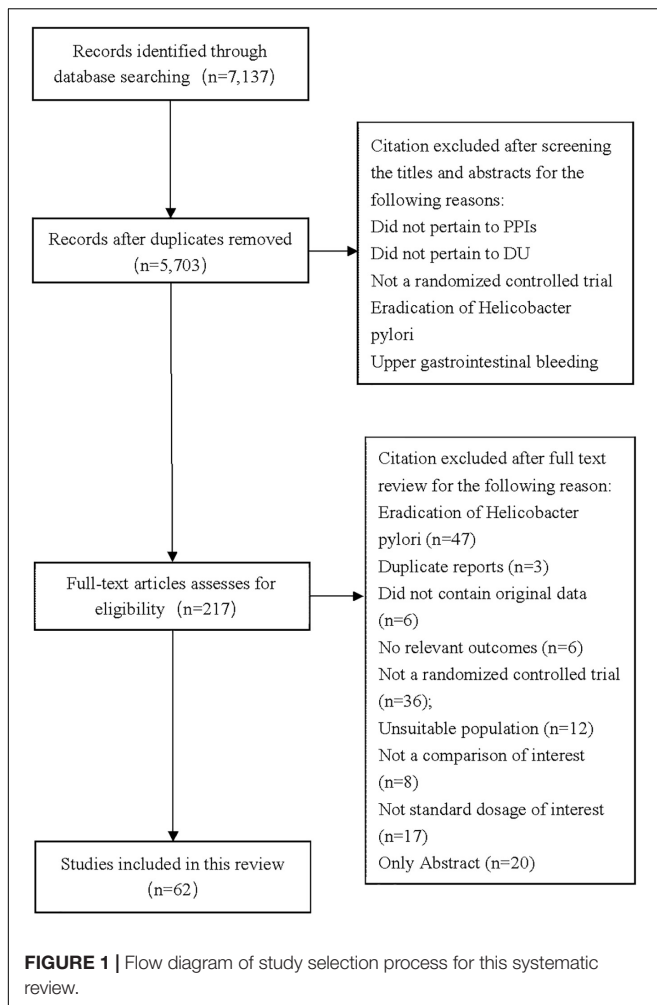 Records identified through
database searching (n=7,137)
Citation excluded after screening
the titles and abstracts for the
following reasons:
Did not pertain to PPIs
Did not pertain to DU
Not a randomized controlled trial
Eradication of Helicobacter
pylori
Upper gastrointestinal bleeding
Records after duplicates removed
(n=5,703)
Citation excluded after full text
review for the following reason:
Eradication of Helicobacter
pylori (n=47)
Duplicate reports (n=3)
Did not contain original data
(n=6)
No relevant outcomes (n=6)
Not a randomized controlled trial
(n=36);
Unsuitable population (n=12)
Not a comparison of interest
(n=8)
Not standard dosage of interest
(n=17)
Only Abstract (n=20)
Full-text articles assesses for
eligibility (n=217)
Studies included in this review
(n=62)
FIGURE 1 | Flow diagram of study selection process for this systematic
review.